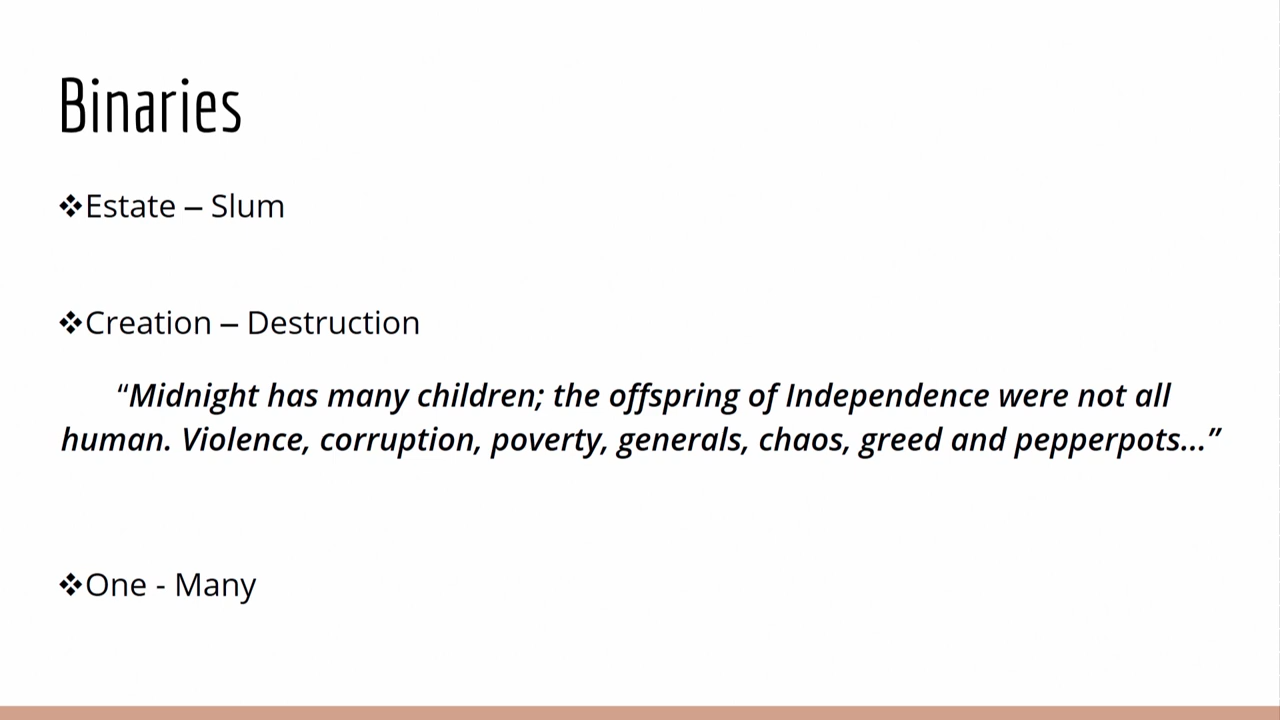 Binaries
❖Estate – Slum
❖Creation – Destruction
“Midnight has many children; the offspring of Independence were not all
human. Violence, corruption, poverty, generals, chaos, greed and pepperpots...”
❖One - Many